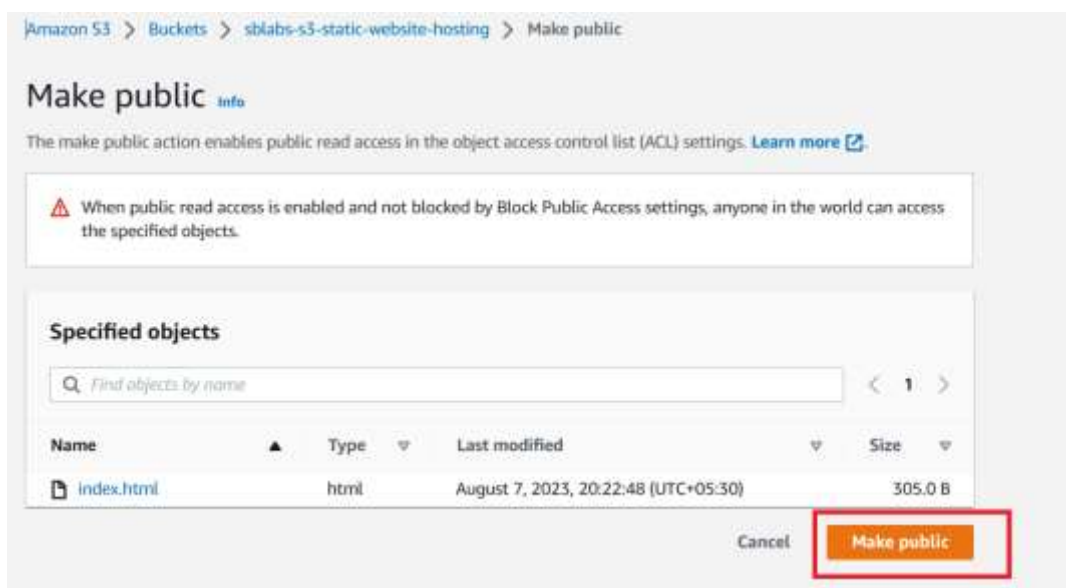 Amazon S3 > Buckets > sblabs-s3-static-website-hosting > Make public
Make public Info
The make public action enables public read access in the object access control list (ACL) settings. Learn more
When public read access is enabled and not blocked by Block Public Access settings, anyone in the world can access
the specified objects.
Specified objects
Find objects by name
< 1 >
Name Type Last modified Size
index.html html August 7, 2023, 20:22:48 (UTC+05:30) 305.0 B
Cancel Make public